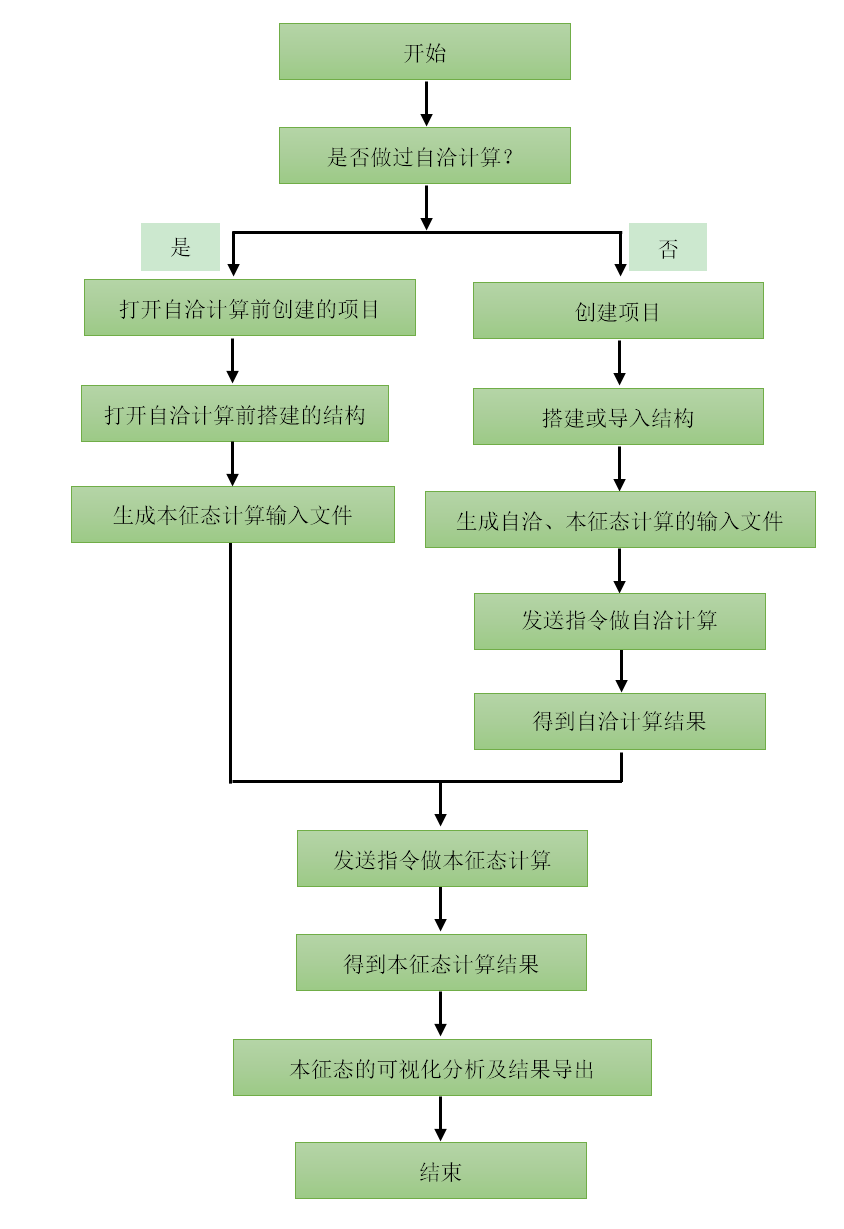 开始
是否做过自洽计算？
是
否
打开自洽计算前创建的项目
创建项目
打开自洽计算前搭建的结构
搭建或导入结构
生成本征态计算输入文件
生成自洽、本征态计算的输入文件
发送指令做自洽计算
得到自洽计算结果
发送指令做本征态计算
得到本征态计算结果
本征态的可视化分析及结果导出
结束